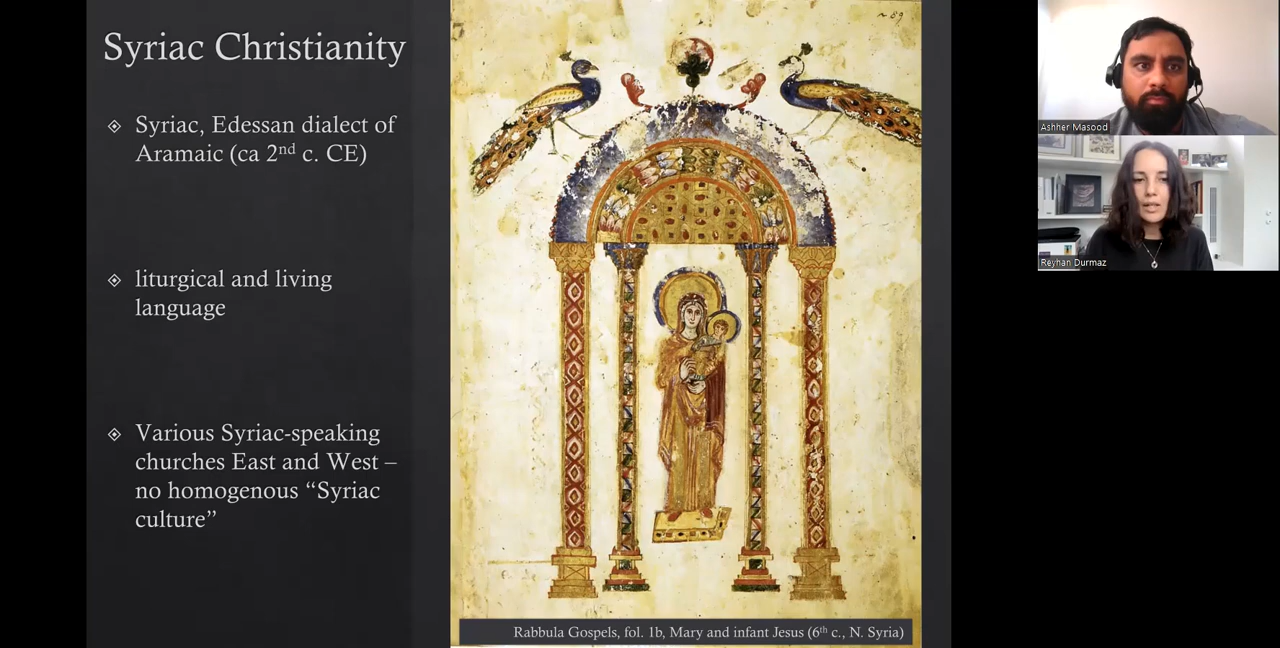 Syriac Christianity
Syriac, Edessan dialect of
Aramaic (ca 2nd c. CE)
liturgical and living
language
Various Syriac-speaking
churches East and West –
no homogenous “Syriac
culture”
Rabbula Gospels, fol. 1b, Mary and infant Jesus (6th c., N. Syria)
Ashher Masood
Reyhan Durmaz